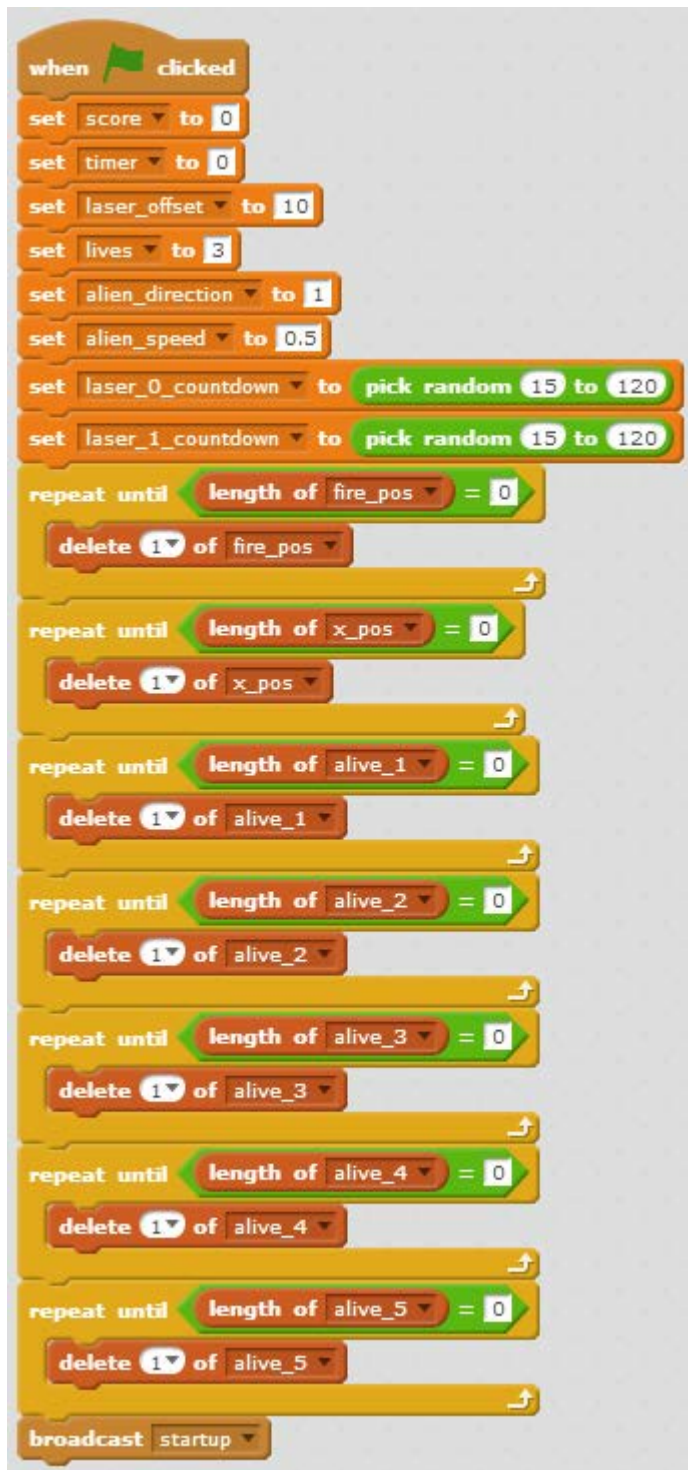 when clicked
set score to 0
set timer to 0
set laser_offset to 10
set lives to 3
set alien_direction to 1
set alien_speed to 0.5
set laser_0_countdown to pick random 15 to 120
set laser_1_countdown to pick random 15 to 120
repeat until length of fire_pos = 0
delete 1 of fire_pos
repeat until length of x_pos = 0
delete 1 of x_pos
repeat until length of alive_1 = 0
delete 1 of alive_1
repeat until length of alive_2 = 0
delete 1 of alive_2
repeat until length of alive_3 = 0
delete 1 of alive_3
repeat until length of alive_4 = 0
delete 1 of alive_4
repeat until length of alive_5 = 0
delete 1 of alive_5
broadcast startup